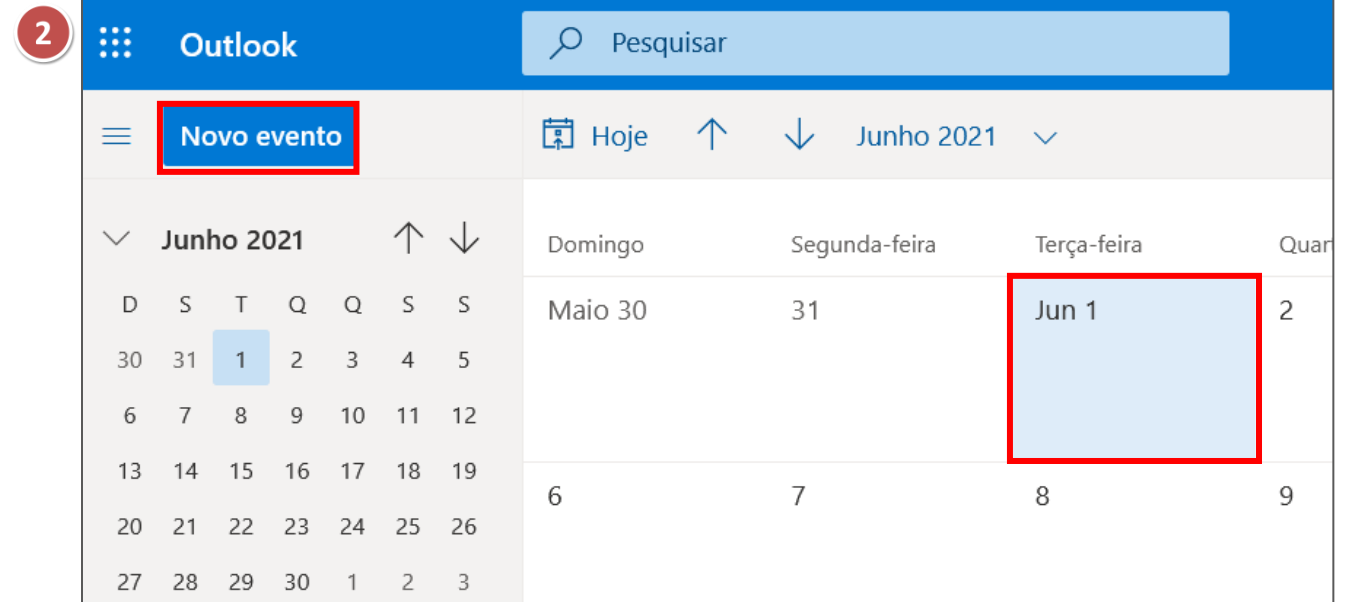 2
Outlook
Pesquisar
Novo evento
Hoje
Junho 2021
Junho 2021
D S T Q Q S S
30 31 1 2 3 4 5
6 7 8 9 10 11 12
13 14 15 16 17 18 19
20 21 22 23 24 25 26
27 28 29 30 1 2 3
Domingo Segunda-feira Terça-feira Quar
Maio 30 31 Jun 1 2
6 7 8 9